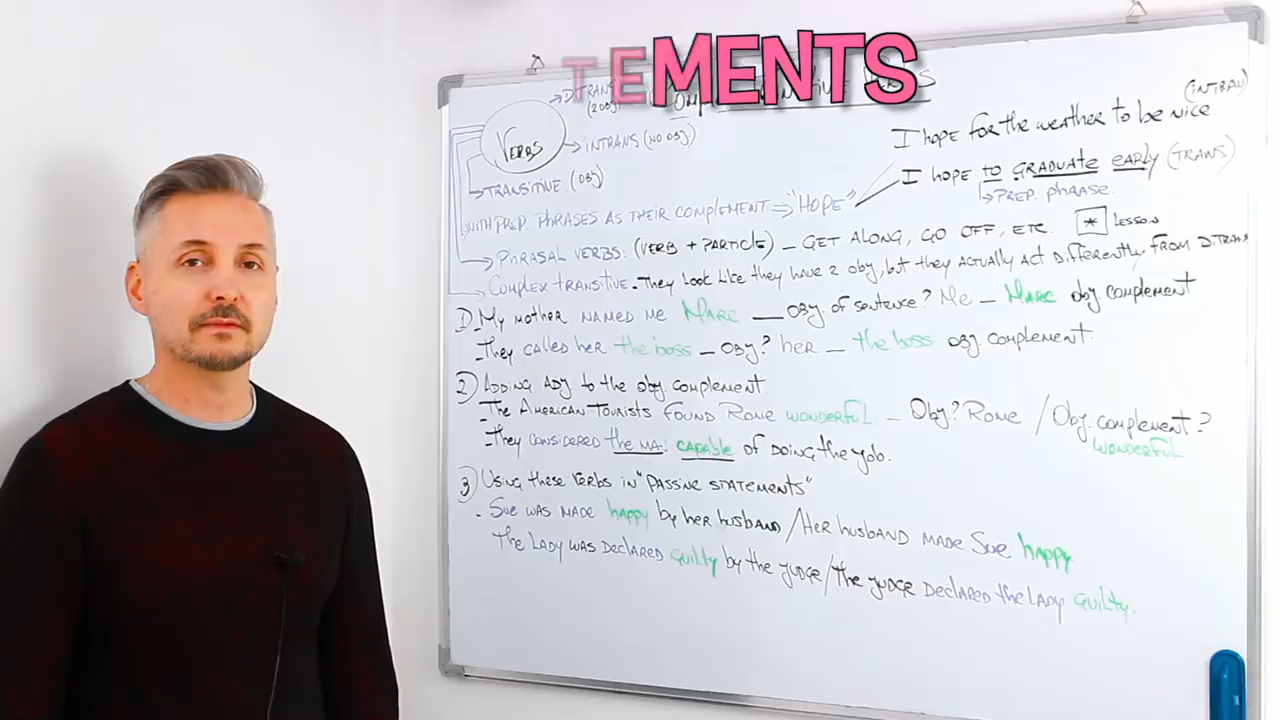 TEMENTS
VERBS
DITRANS (2OBJ)
INTRANS (NO OBJ)
TRANSITIVE (OBJ)
VERBS
(INTRAN)
I hope for the weather to be nice.
I hope to graduate early (TRANS)
PREP. phrase.
WITH PREP. PHRASES AS THEIR COMPLEMENT ⇒ "HOPE"
PHRASAL VERBS: (VERB + PARTICLE) – GET ALONG, GO OFF, ETC. * LESSON
COMPLEX TRANSITIVE - They look like they have 2 obj, but they actually act differently from DITRANS
1) - My mother NAMED me Marc — OBJ. of sentence? Me – Marc obj. complement
- They CALLED her the boss – OBJ? her – the boss obj complement.
2) ADDING ADJ. to the obj. complement.
- The American Tourists FOUND Rome WONDERFUL – Obj? Rome / Obj. complement?
WONDERFUL
- They CONSIDERED the ma: CAPABLE of DOING the job.
3) Using these verbs in "PASSIVE STATEMENTS"
- Sue was MADE happy by her husband / Her husband MADE Sue happy
The LADY was DECLARED GUILTY by the judge / The judge DECLARED the LADY GUILTY.